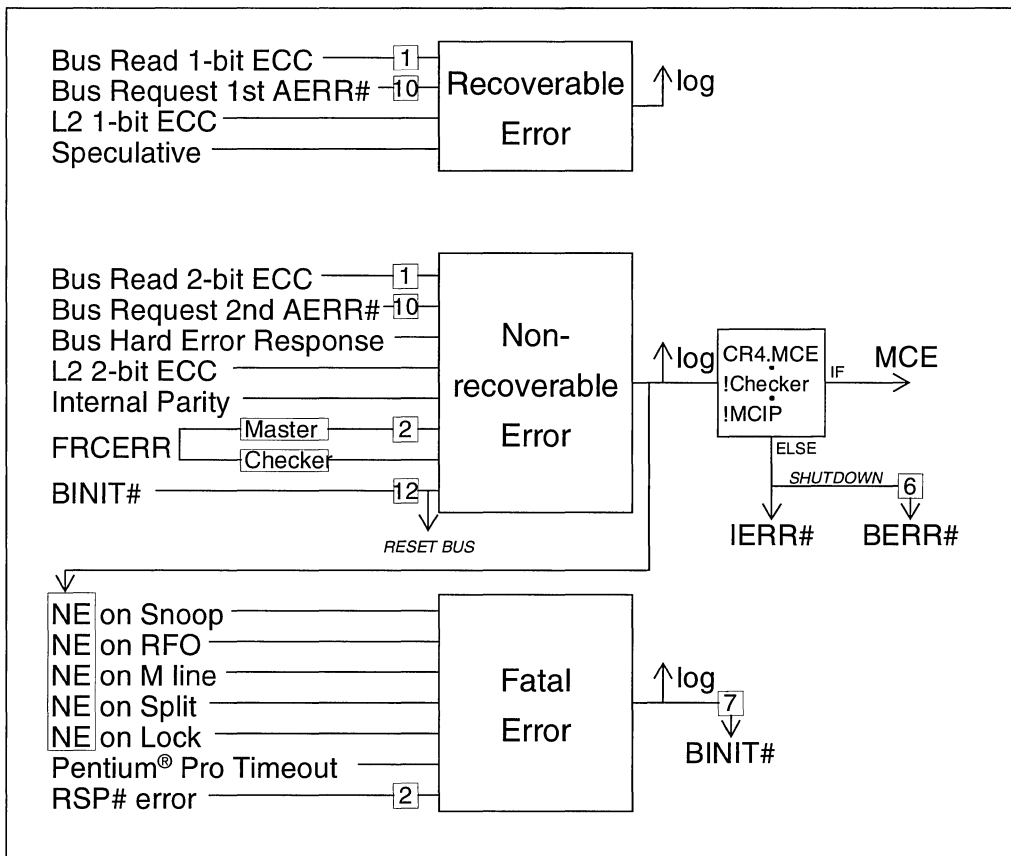 Bus Read 1-bit ECC 1
Bus Request 1st AERR# 10
L2 1-bit ECC
Speculative
Recoverable
Error
log
Bus Read 2-bit ECC 1
Bus Request 2nd AERR# 10
Bus Hard Error Response
L2 2-bit ECC
Internal Parity
FRCERR
Master 2
Checker
BINIT# 12
RESET BUS
Non-
recoverable
Error
log
CR4.MCE
•
!Checker
•
!MCIP
IF
MCE
ELSE
SHUTDOWN 6
IERR# BERR#
NE on Snoop
NE on RFO
NE on M line
NE on Split
NE on Lock
Pentium® Pro Timeout
RSP# error 2
Fatal
Error
log
7
BINIT#